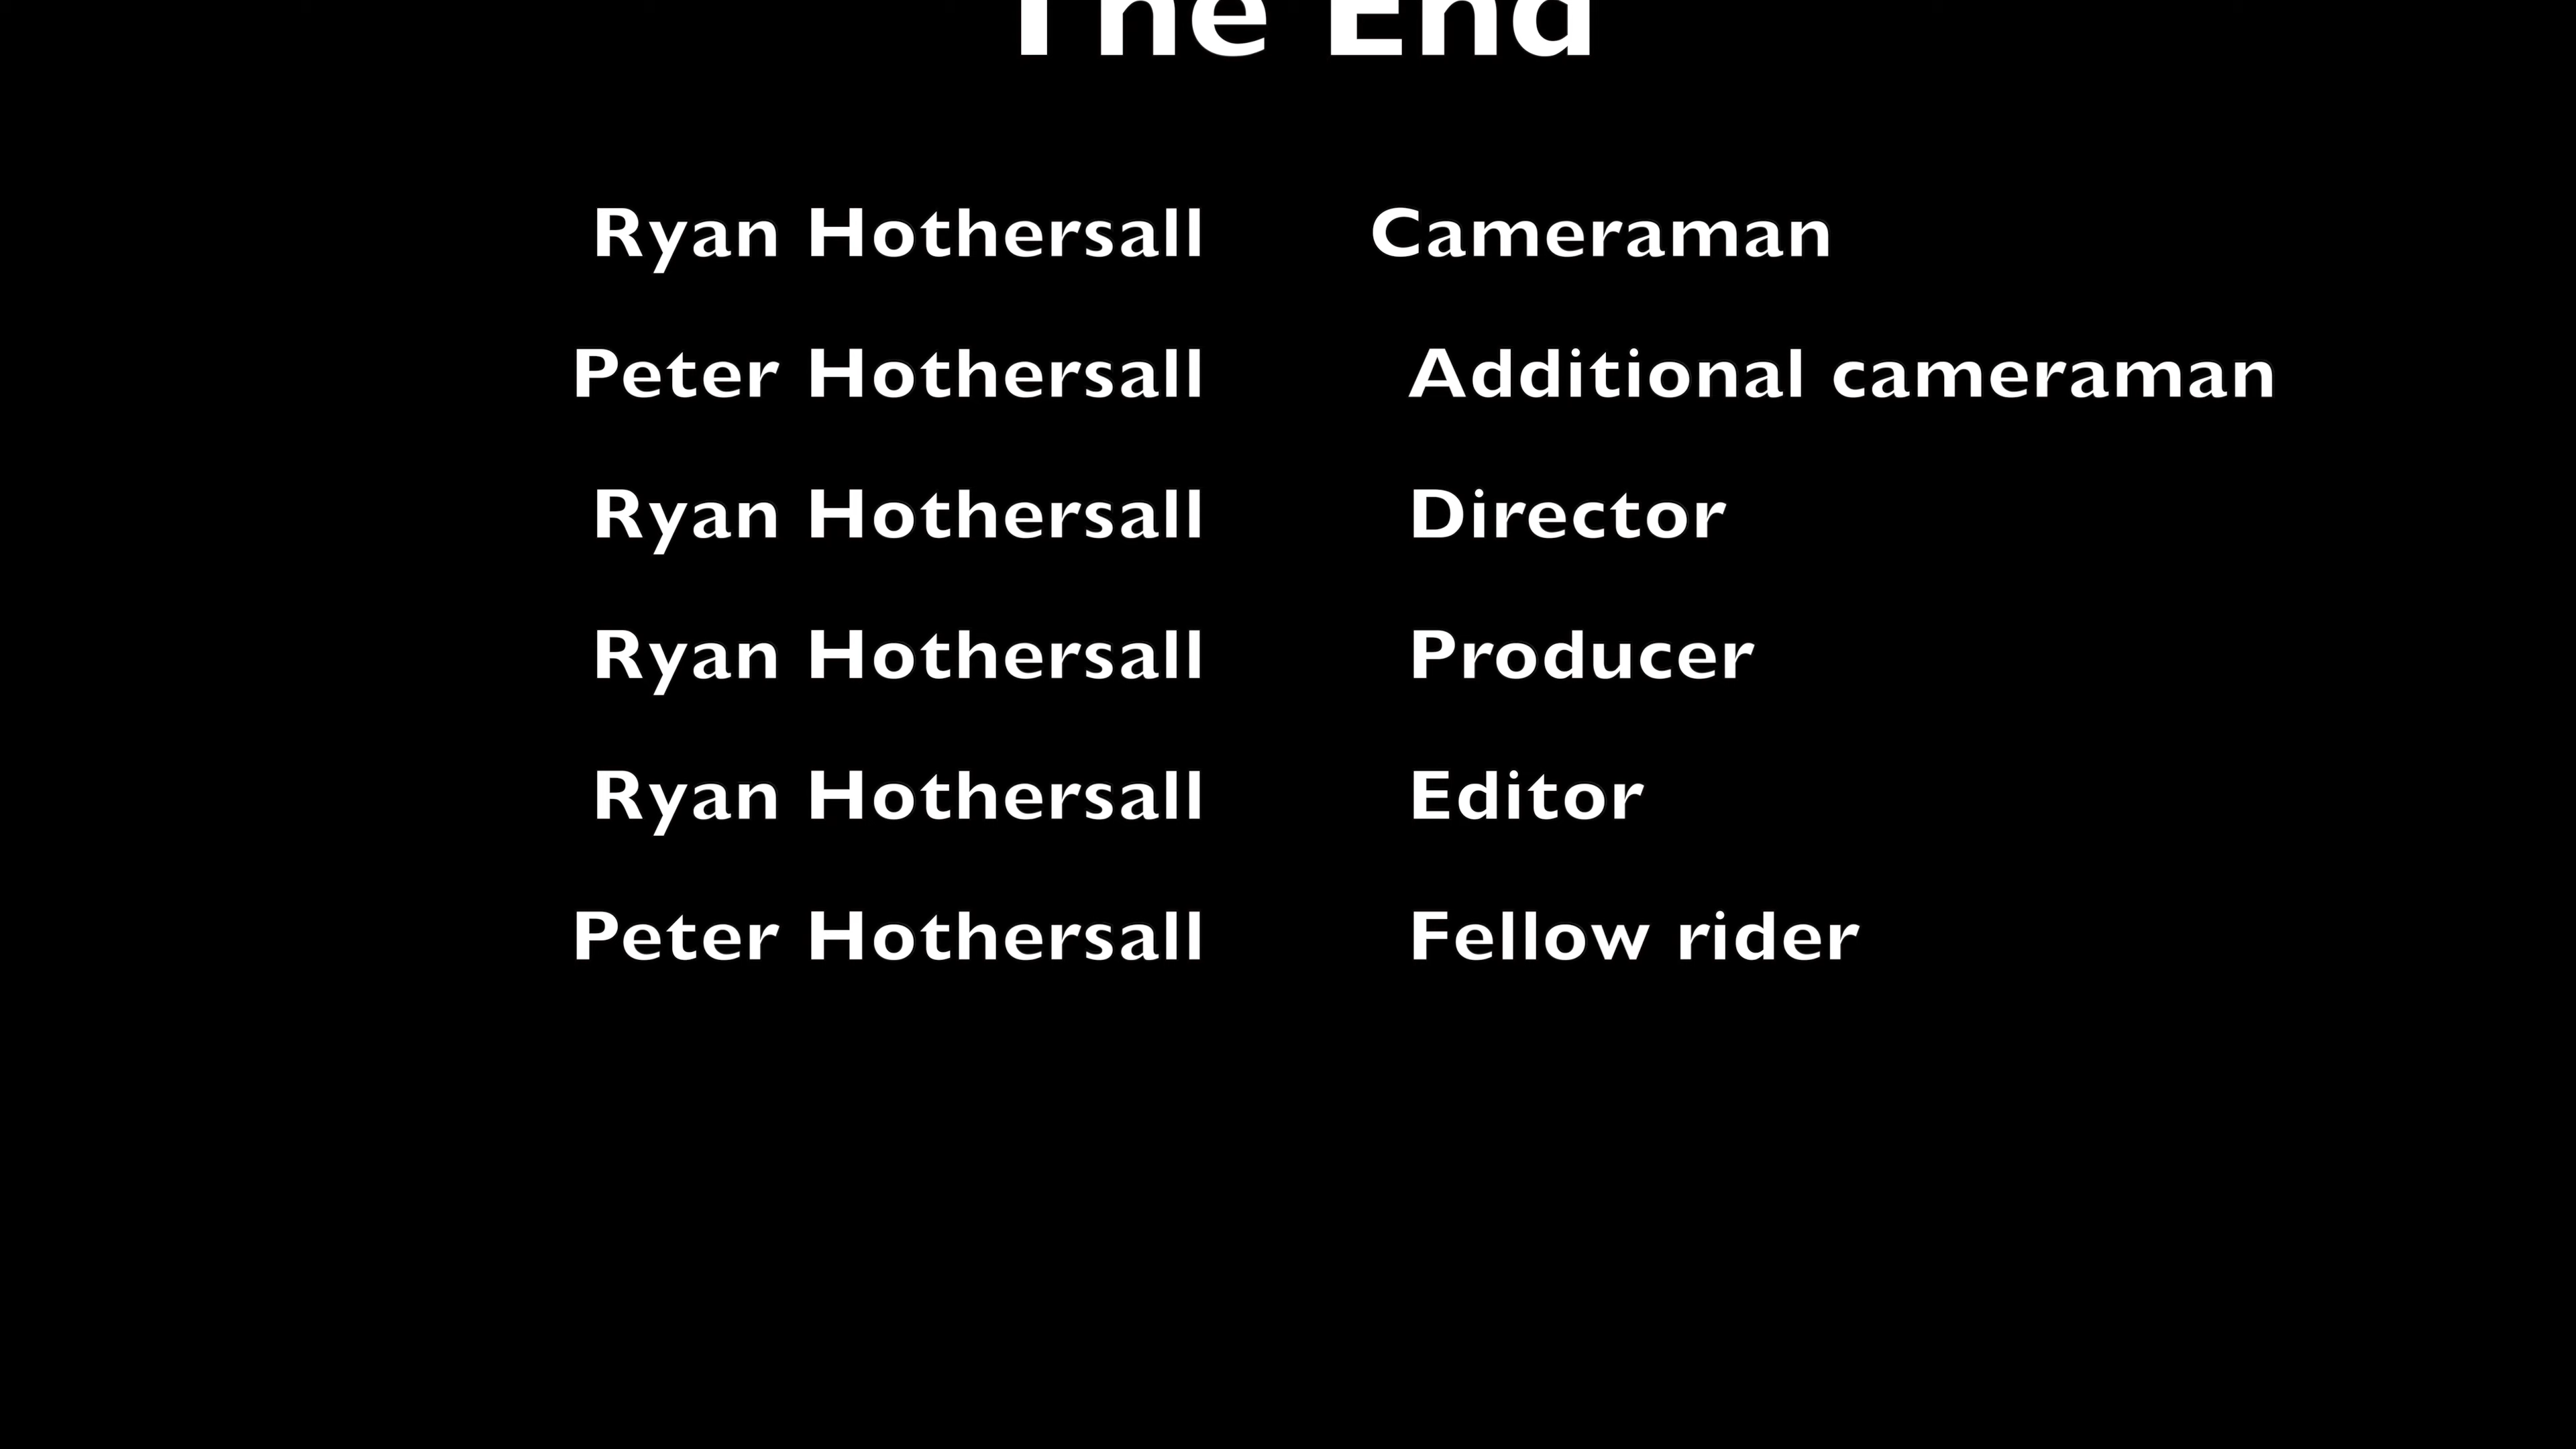 The End
Ryan Hothersall Cameraman
Peter Hothersall Additional cameraman
Ryan Hothersall Director
Ryan Hothersall Producer
Ryan Hothersall Editor
Peter Hothersall Fellow rider